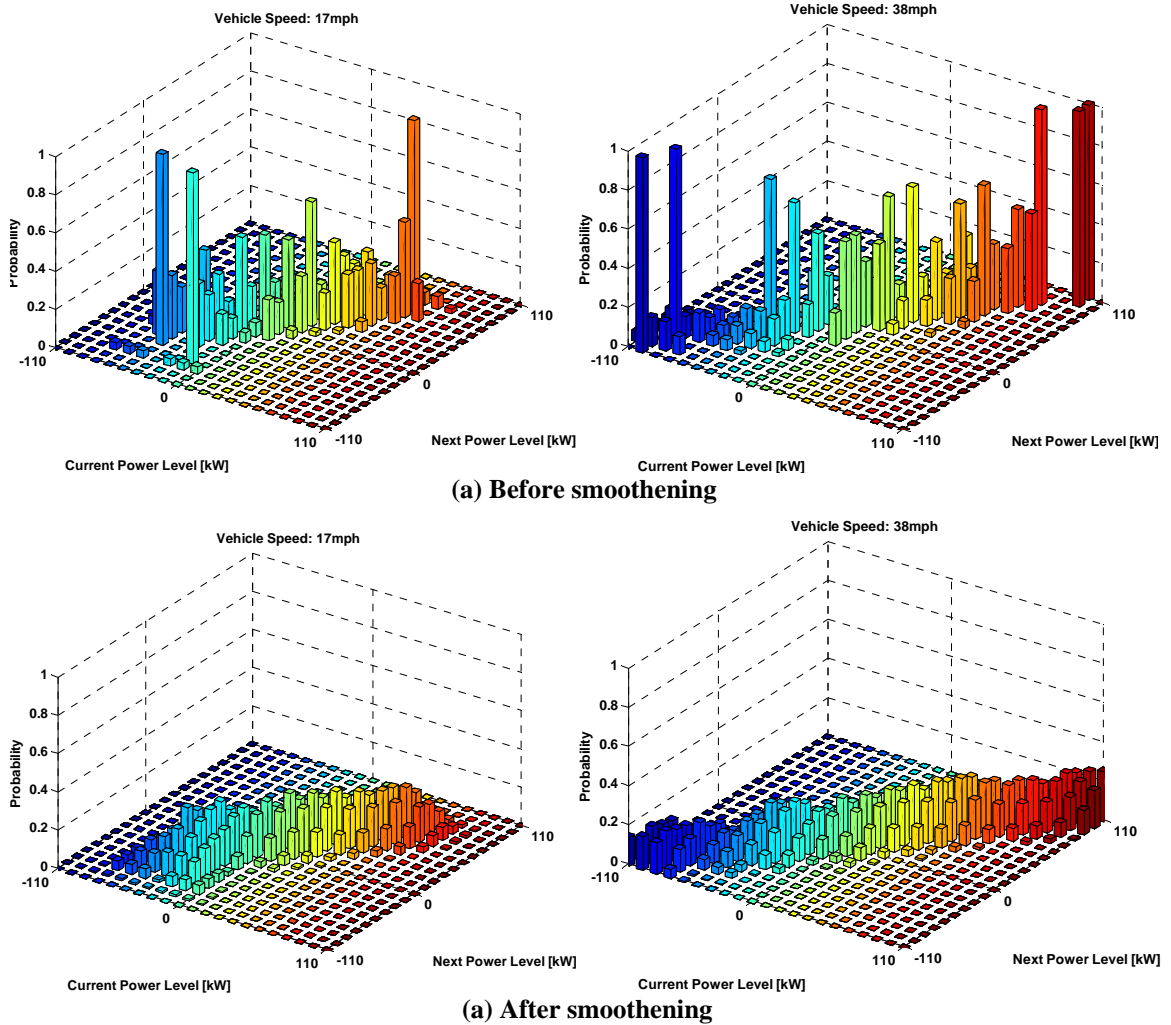 Vehicle Speed: 17mph
Vehicle Speed: 38mph
1
0.8
0.6
0.4
0.2
0
Probability
-110
0
110
-110
0
110
Current Power Level [kW]
Next Power Level [kW]
1
0.8
0.6
0.4
0.2
0
Probability
-110
0
110
-110
0
110
Current Power Level [kW]
Next Power Level [kW]
(a) Before smoothening
Vehicle Speed: 17mph
Vehicle Speed: 38mph
1
0.8
0.6
0.4
0.2
0
Probability
-110
0
110
-110
0
110
Current Power Level [kW]
Next Power Level [kW]
1
0.8
0.6
0.4
0.2
0
Probability
-110
0
110
-110
0
110
Current Power Level [kW]
Next Power Level [kW]
(a) After smoothening